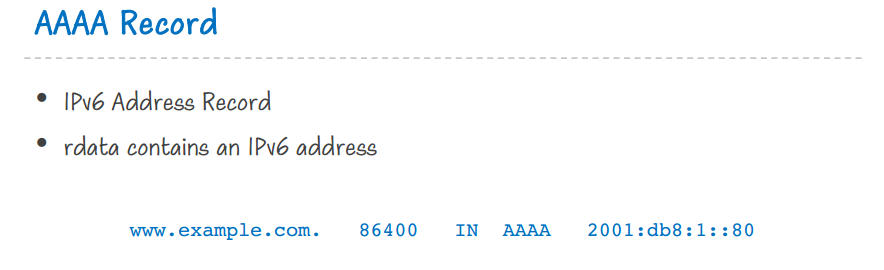 AAAA Record
• IPv6 Address Record
• rdata contains an IPv6 address
www.example.com. 86400 IN AAAA 2001:db8:1::80